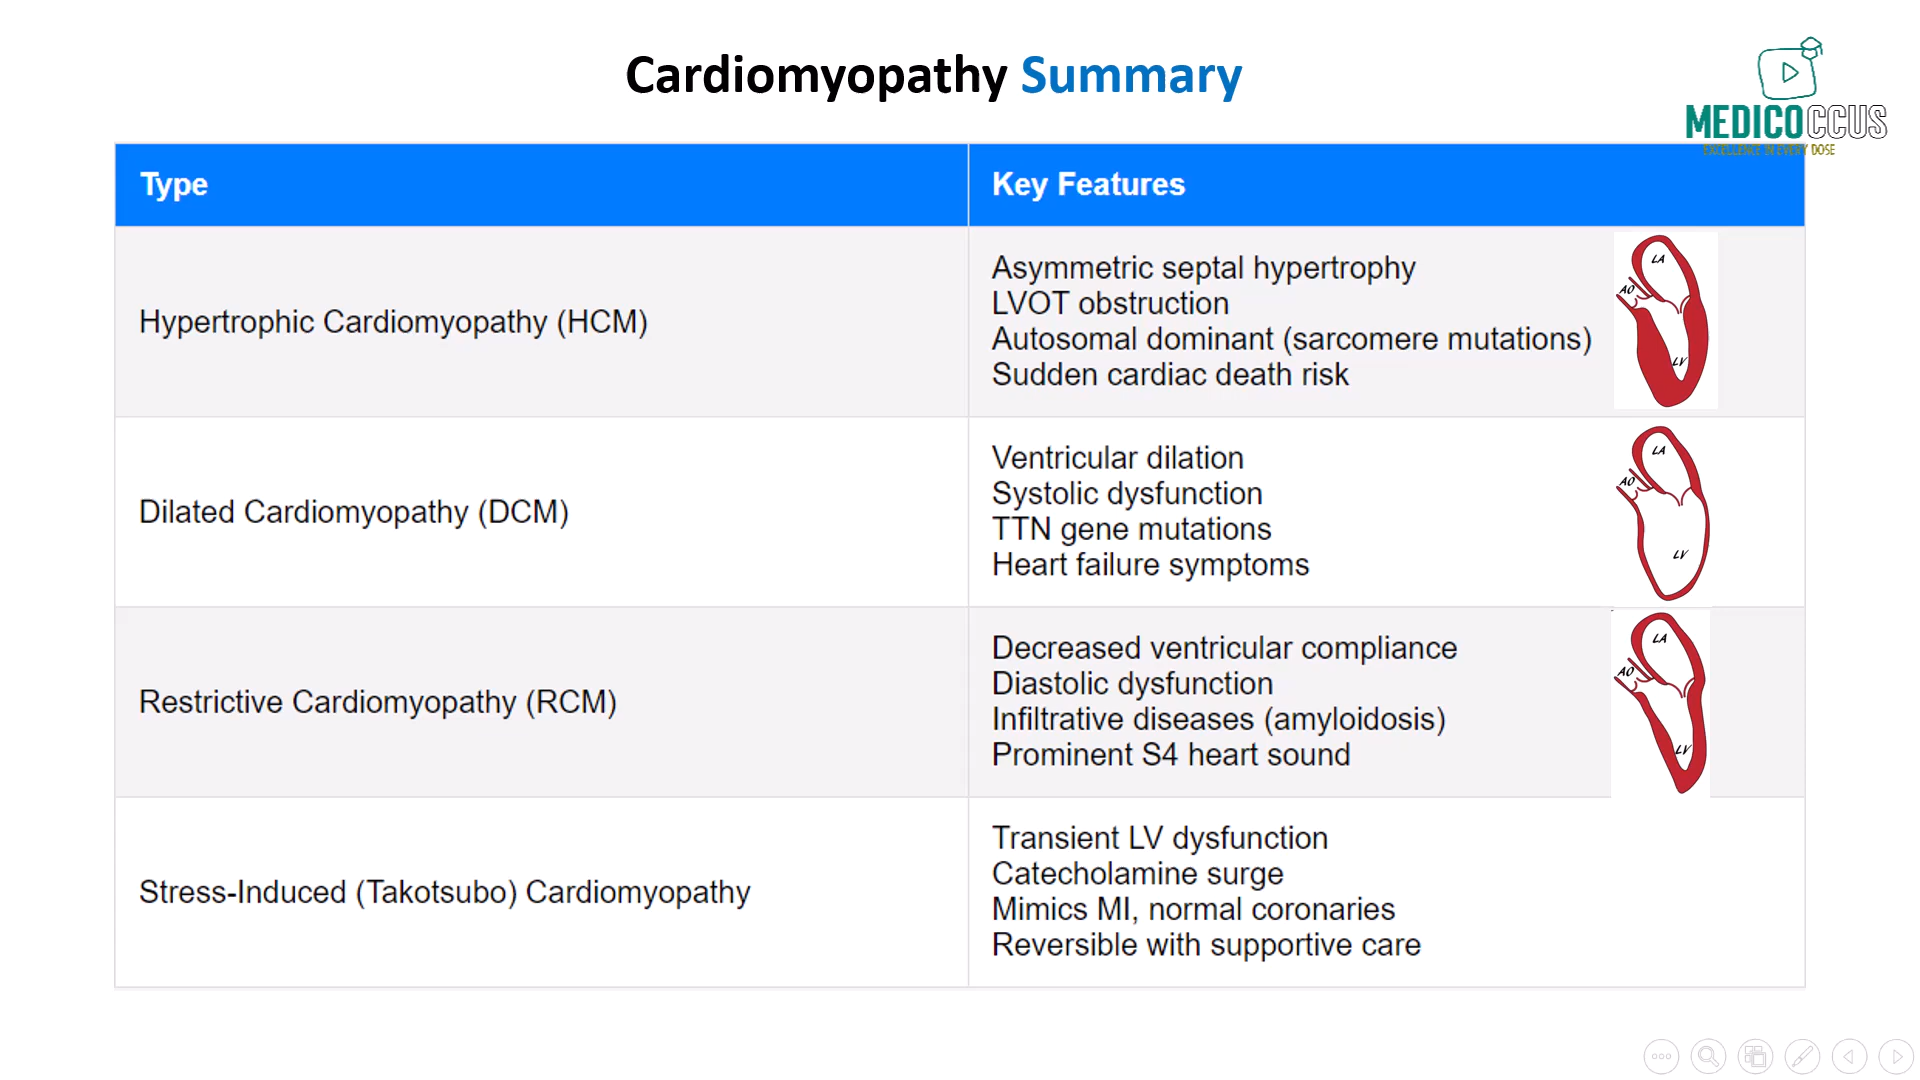 Cardiomyopathy Summary
MEDICOCCUS
EXCELLENCE IN EVERY DOSE
Type
Key Features
Hypertrophic Cardiomyopathy (HCM)
Asymmetric septal hypertrophy
LVOT obstruction
Autosomal dominant (sarcomere mutations)
Sudden cardiac death risk
LA
AO
LV
Dilated Cardiomyopathy (DCM)
Ventricular dilation
Systolic dysfunction
TTN gene mutations
Heart failure symptoms
LA
AO
LV
Restrictive Cardiomyopathy (RCM)
Decreased ventricular compliance
Diastolic dysfunction
Infiltrative diseases (amyloidosis)
Prominent S4 heart sound
LA
AO
LV
Stress-Induced (Takotsubo) Cardiomyopathy
Transient LV dysfunction
Catecholamine surge
Mimics MI, normal coronaries
Reversible with supportive care